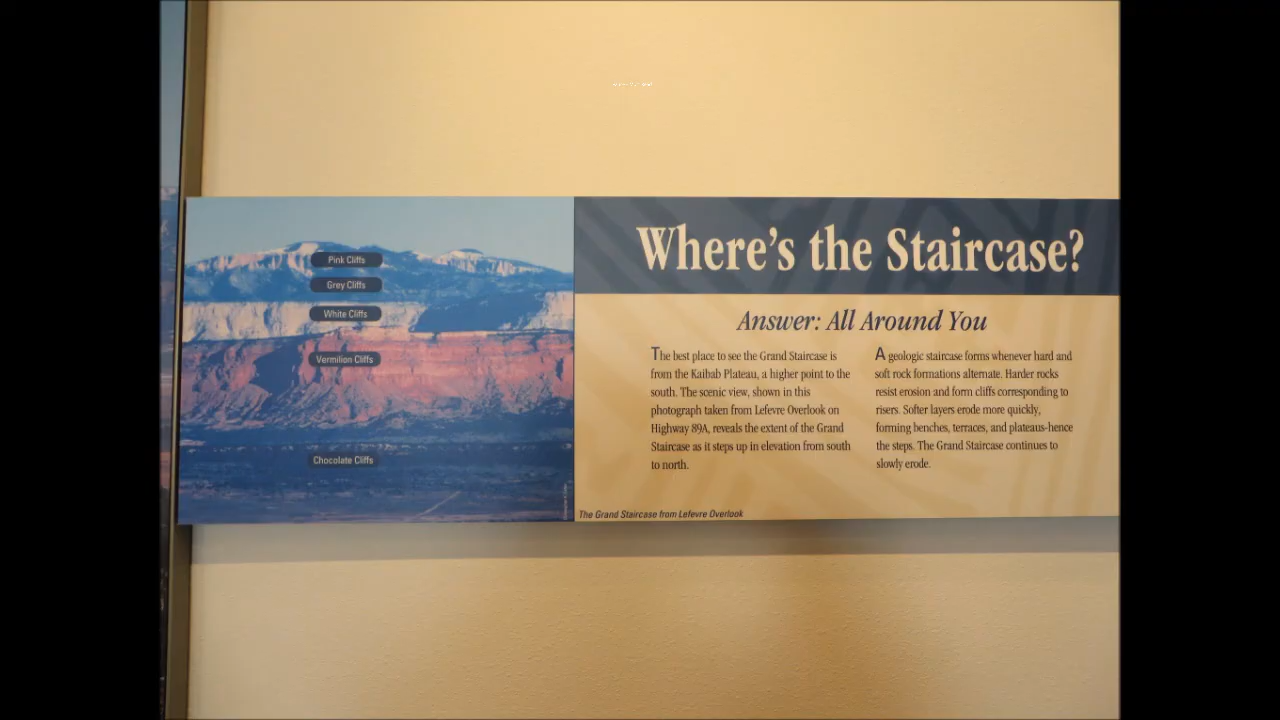 Where's the Staircase?
Answer: All Around You
Pink Cliffs
Grey Cliffs
White Cliffs
Vermilion Cliffs
Chocolate Cliffs
The best place to see the Grand Staircase is
from the Kaibab Plateau, a higher point to the
south. The scenic view, shown in this
photograph taken from Lefevre Overlook on
Highway 89A, reveals the extent of the Grand
Staircase as it steps up in elevation from south
to north.
A geologic staircase forms whenever hard and
soft rock formations alternate. Harder rocks
resist erosion and form cliffs corresponding to
risers. Softer layers erode more quickly,
forming benches, terraces, and plateaus-hence
the steps. The Grand Staircase continues to
slowly erode.
The Grand Staircase from Lefevre Overlook